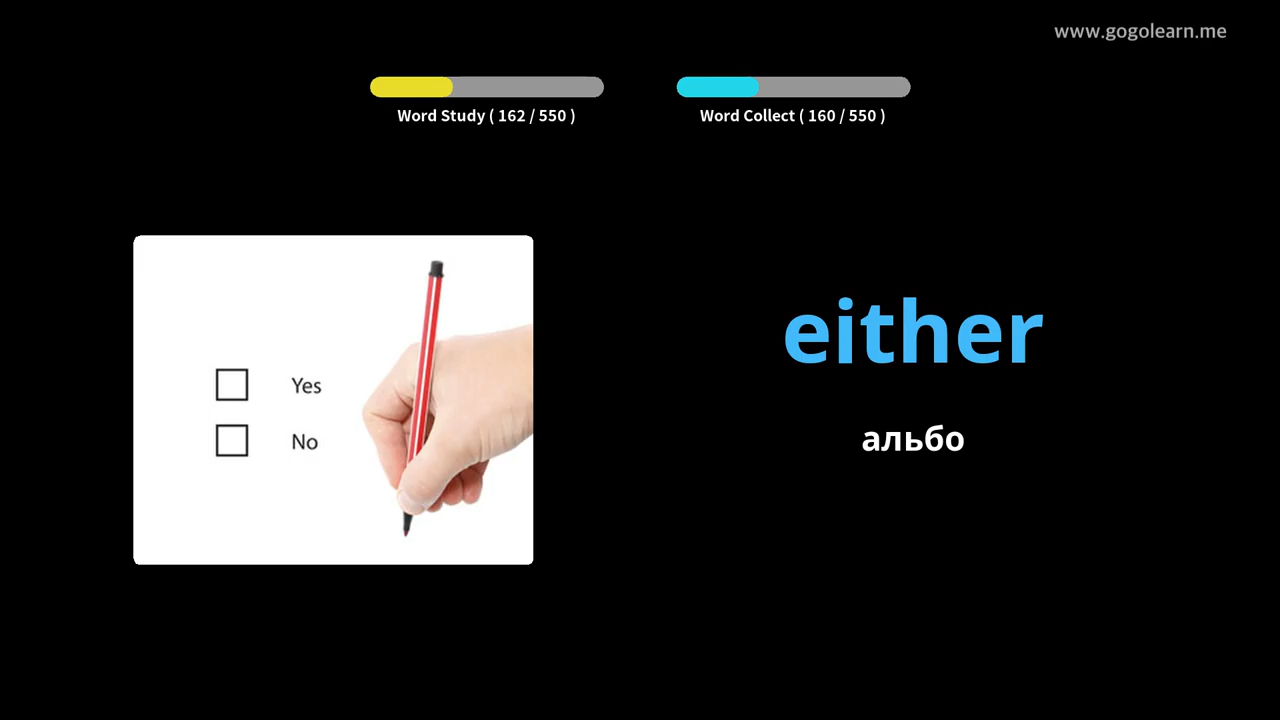 www.gogolearn.me
Word Study ( 162 / 550 )
Word Collect ( 160 / 550 )
Yes
No
either
альбо